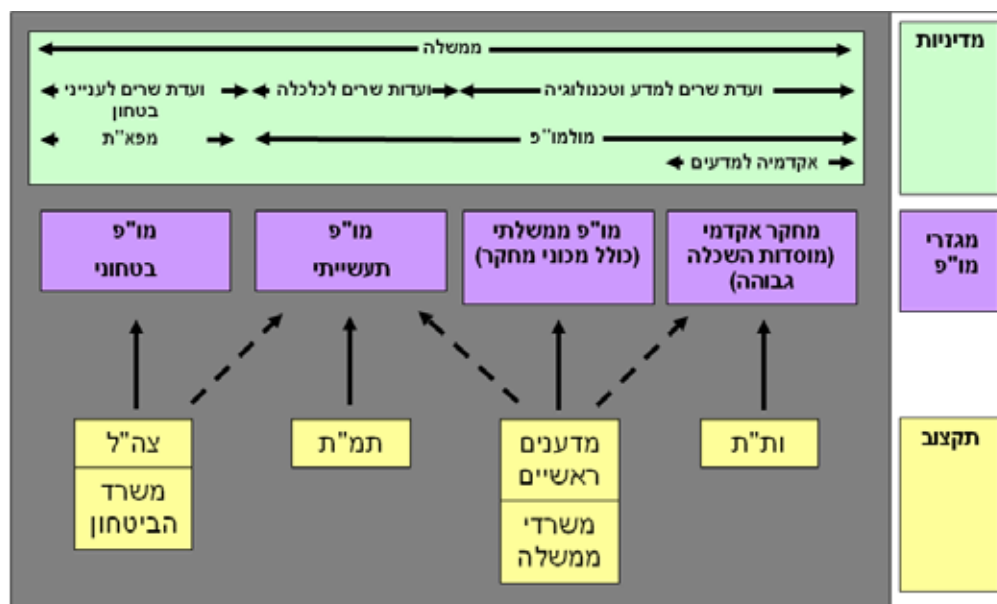 מדיניות
ממשלה
ועדת שרים למדע וטכנולוגיה
ועדות שרים לכלכלה
ועדת שרים לענייני
בטחון
מולמו"פ
מפא"ת
אקדמיה למדעים
מגזרי
מו"פ
מחקר אקדמי
(מוסדות השכלה
גבוהה)
מו"פ ממשלתי
(כולל מכוני מחקר)
מו"פ
תעשייתי
מו"פ
בטחוני
תקצוב
ות"ת
מדענים
ראשיים
משרדי
ממשלה
תמ"ת
צה"ל
משרד
הביטחון